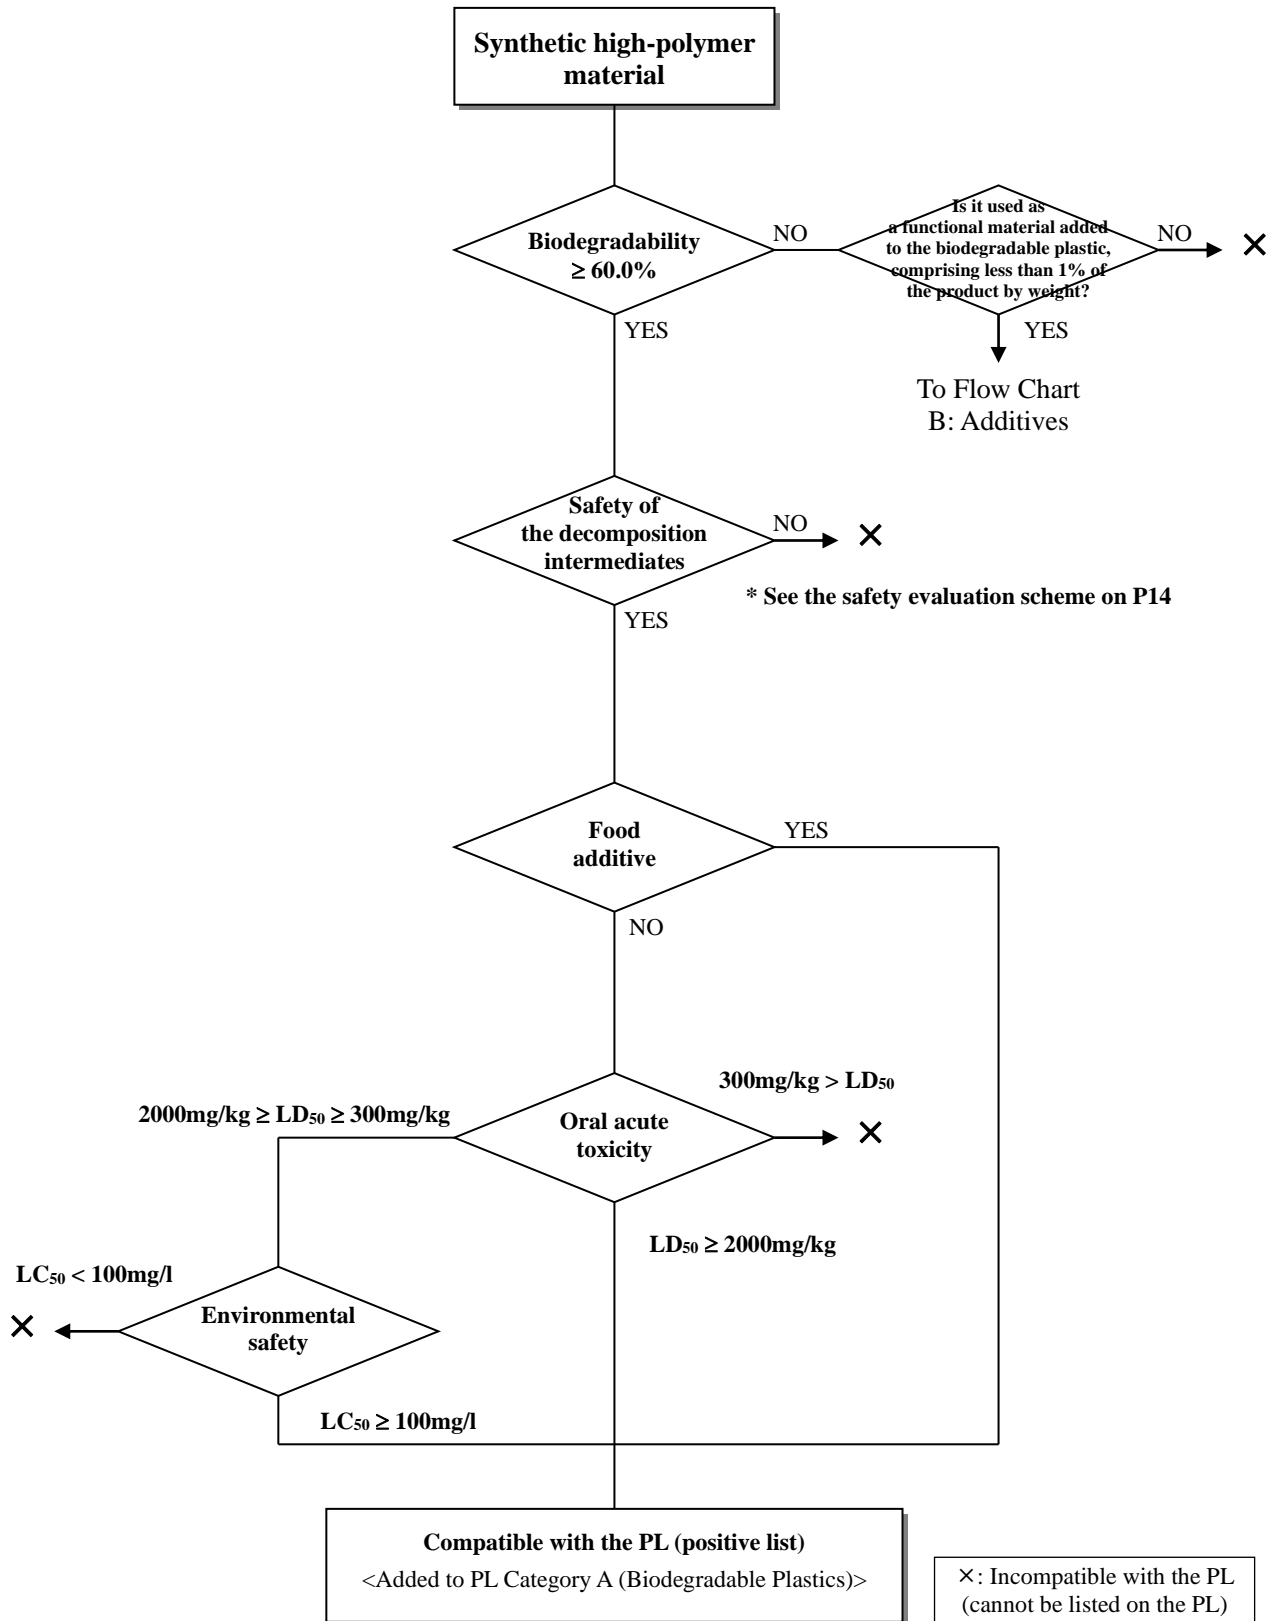 Synthetic high-polymer
material
Biodegradability
≥ 60.0%
NO
Is it used as
a functional material added
to the biodegradable plastic,
comprising less than 1% of
the product by weight?
NO
×
YES
YES
To Flow Chart
B: Additives
Safety of
the decomposition
intermediates
NO
×
* See the safety evaluation scheme on P14
YES
Food
additive
YES
NO
300mg/kg > LD₅₀
2000mg/kg ≥ LD₅₀ ≥ 300mg/kg
Oral acute
toxicity
×
LD₅₀ ≥ 2000mg/kg
LC₅₀ < 100mg/l
×
Environmental
safety
LC₅₀ ≥ 100mg/l
Compatible with the PL (positive list)
<Added to PL Category A (Biodegradable Plastics)>
×: Incompatible with the PL
(cannot be listed on the PL)